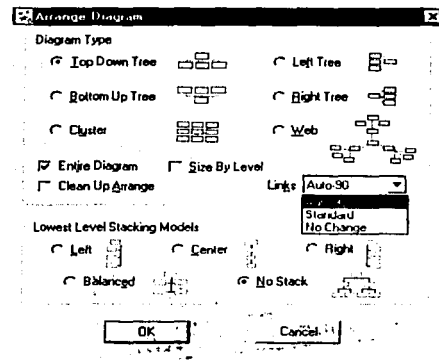 Arrange Diagram
Diagram Type
Top Down Tree
Left Tree
Bottom Up Tree
Right Tree
Cluster
Web
Entire Diagram
Size By Level
Clean Up Arrange
Links Auto-90
Standard
No Change
Lowest Level Stacking Models
Left
Center
Right
Balanced
No Stack
OK
Cancel